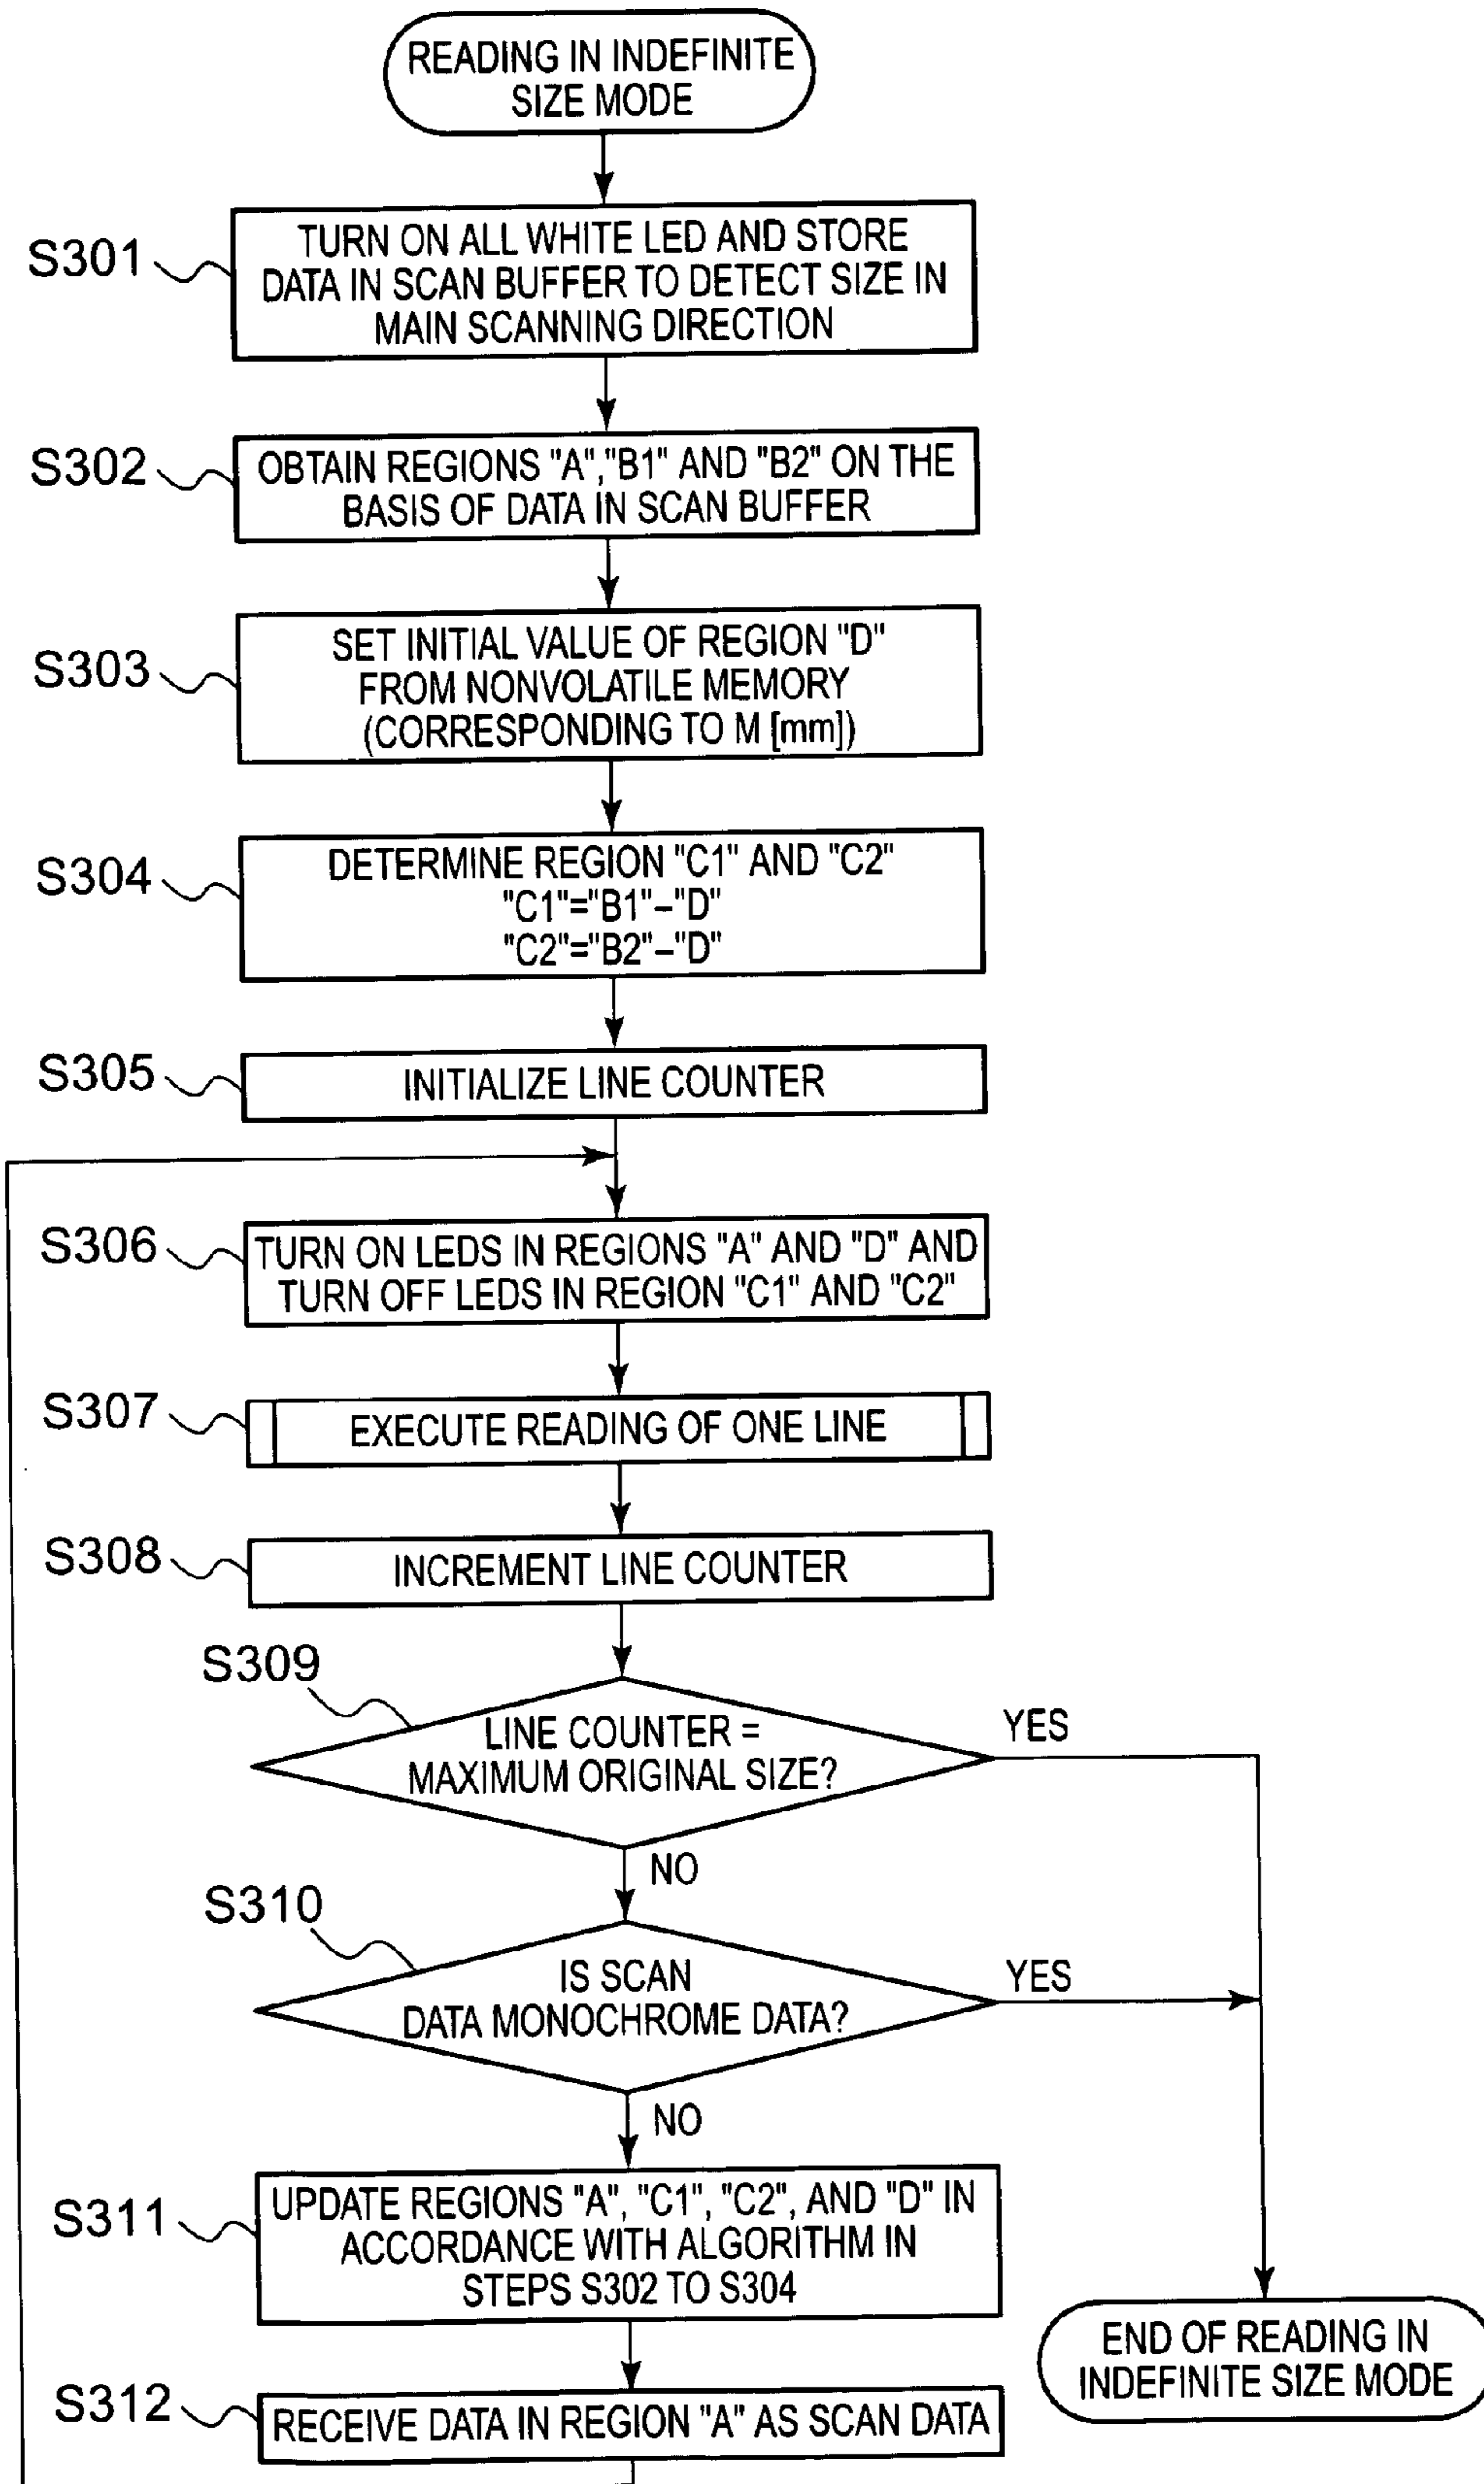 READING IN INDEFINITE
SIZE MODE
S301
TURN ON ALL WHITE LED AND STORE
DATA IN SCAN BUFFER TO DETECT SIZE IN
MAIN SCANNING DIRECTION
S302
OBTAIN REGIONS "A","B1" AND "B2" ON THE
BASIS OF DATA IN SCAN BUFFER
S303
SET INITIAL VALUE OF REGION "D"
FROM NONVOLATILE MEMORY
(CORRESPONDING TO M [mm])
S304
DETERMINE REGION "C1" AND "C2"
"C1"="B1"–"D"
"C2"="B2"–"D"
S305
INITIALIZE LINE COUNTER
S306
TURN ON LEDS IN REGIONS "A" AND "D" AND
TURN OFF LEDS IN REGION "C1" AND "C2"
S307
EXECUTE READING OF ONE LINE
S308
INCREMENT LINE COUNTER
S309
LINE COUNTER =
MAXIMUM ORIGINAL SIZE?
YES
NO
S310
IS SCAN
DATA MONOCHROME DATA?
YES
NO
S311
UPDATE REGIONS "A", "C1", "C2", AND "D" IN
ACCORDANCE WITH ALGORITHM IN
STEPS S302 TO S304
END OF READING IN
INDEFINITE SIZE MODE
S312
RECEIVE DATA IN REGION "A" AS SCAN DATA